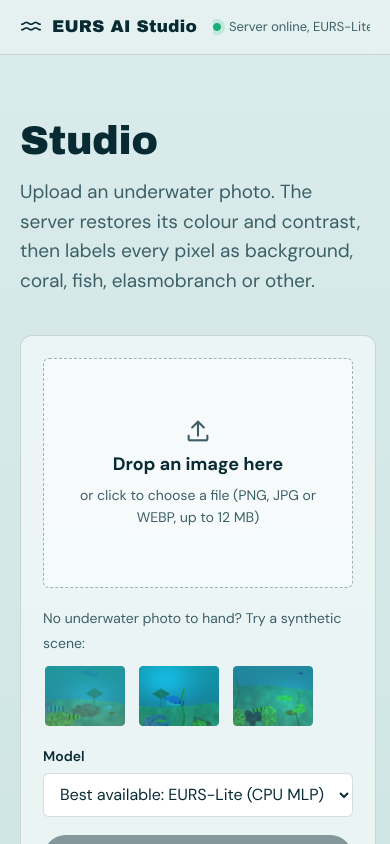 EURS AI Studio
Server online, EURS-Lite
Studio
Upload an underwater photo. The
server restores its colour and contrast,
then labels every pixel as background,
coral, fish, elasmobranch or other.
Drop an image here
or click to choose a file (PNG, JPG or
WEBP, up to 12 MB)
No underwater photo to hand? Try a synthetic
scene:
Model
Best available: EURS-Lite (CPU MLP)